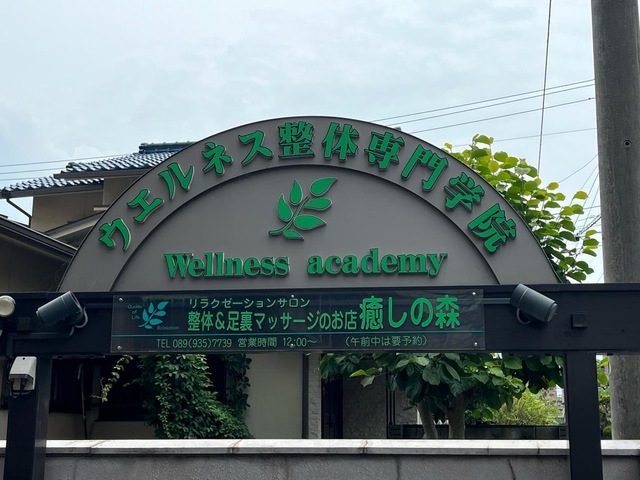 ウエルネス整体専門学院
Wellness academy
リラクゼーションサロン
整体&足裏マッサージのお店 癒しの森
TEL 089(935)7739 営業時間 12:00～ (午前中は要予約)